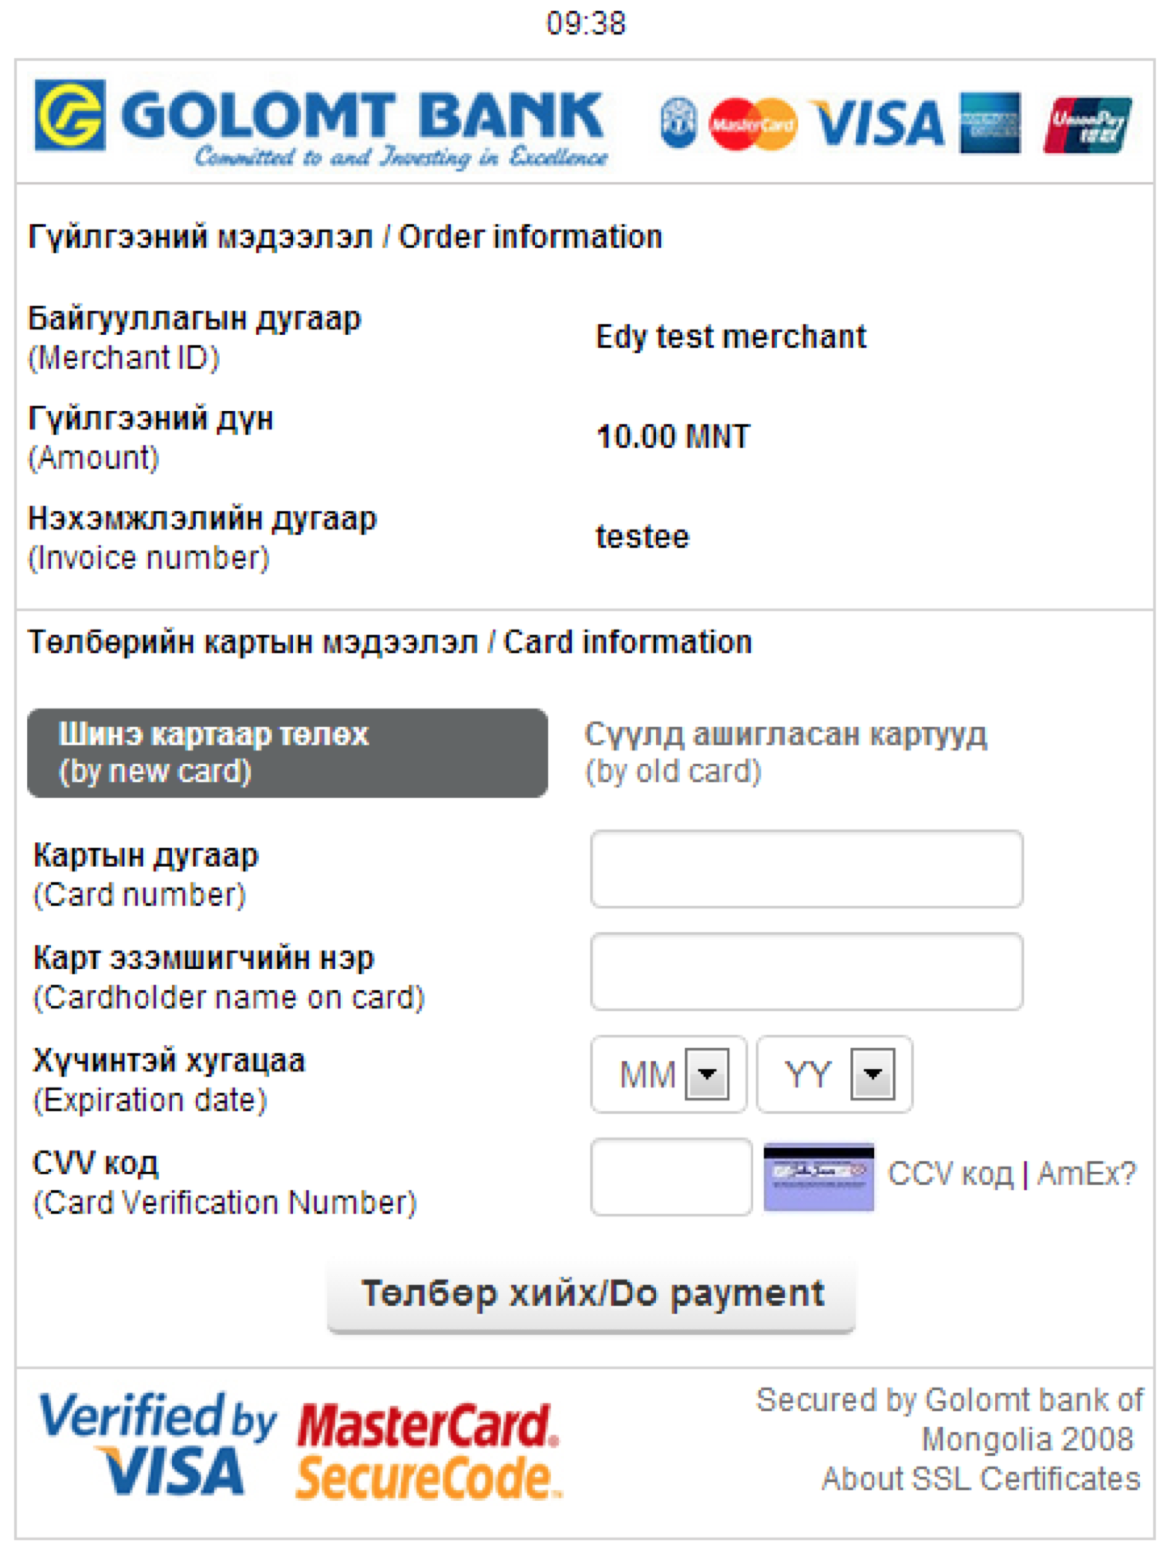 09:38
GOLOMT BANK
Committed to and Investing in Excellence
MasterCard VISA UnionPay
Гүйлгээний мэдээлэл / Order information
Байгууллагын дугаар
(Merchant ID)
Edy test merchant
Гүйлгээний дүн
(Amount)
10.00 MNT
Нэхэмжлэлийн дугаар
(Invoice number)
testee
Төлбөрийн картын мэдээлэл / Card information
Шинэ картаар төлөх
(by new card)
Сүүлд ашигласан картууд
(by old card)
Картын дугаар
(Card number)
Карт эзэмшигчийн нэр
(Cardholder name on card)
Хүчинтэй хугацаа
(Expiration date)
MM YY
CVV код
(Card Verification Number)
CCV код | AmEx?
Төлбөр хийх/Do payment
Verified by
VISA
MasterCard.
SecureCode.
Secured by Golomt bank of
Mongolia 2008
About SSL Certificates